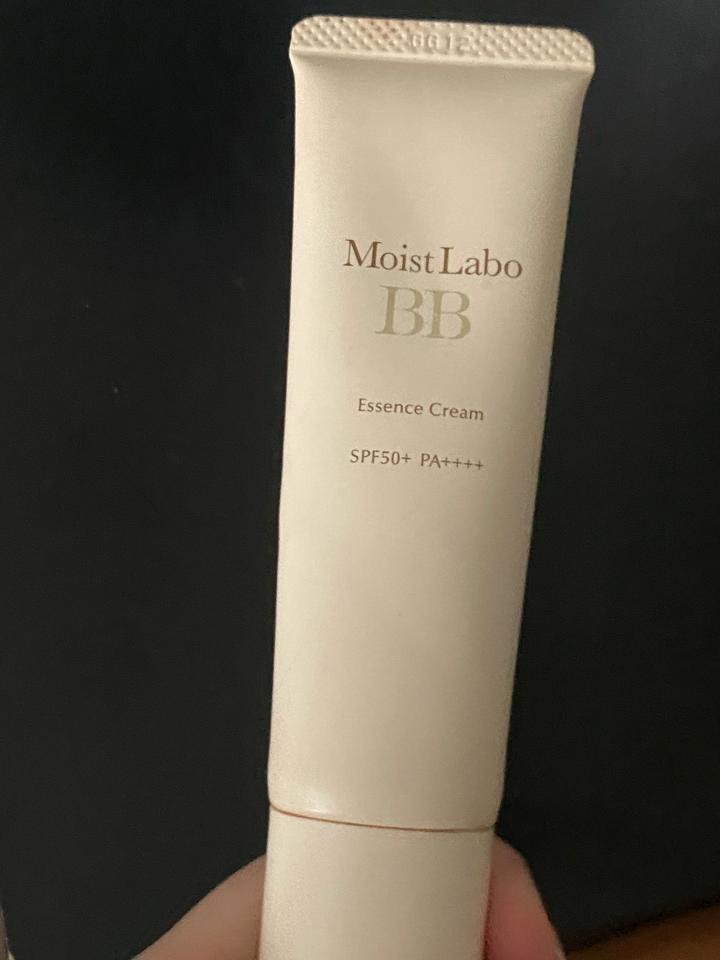 Moist Labo
BB
Essence Cream
SPF50+ PA++++